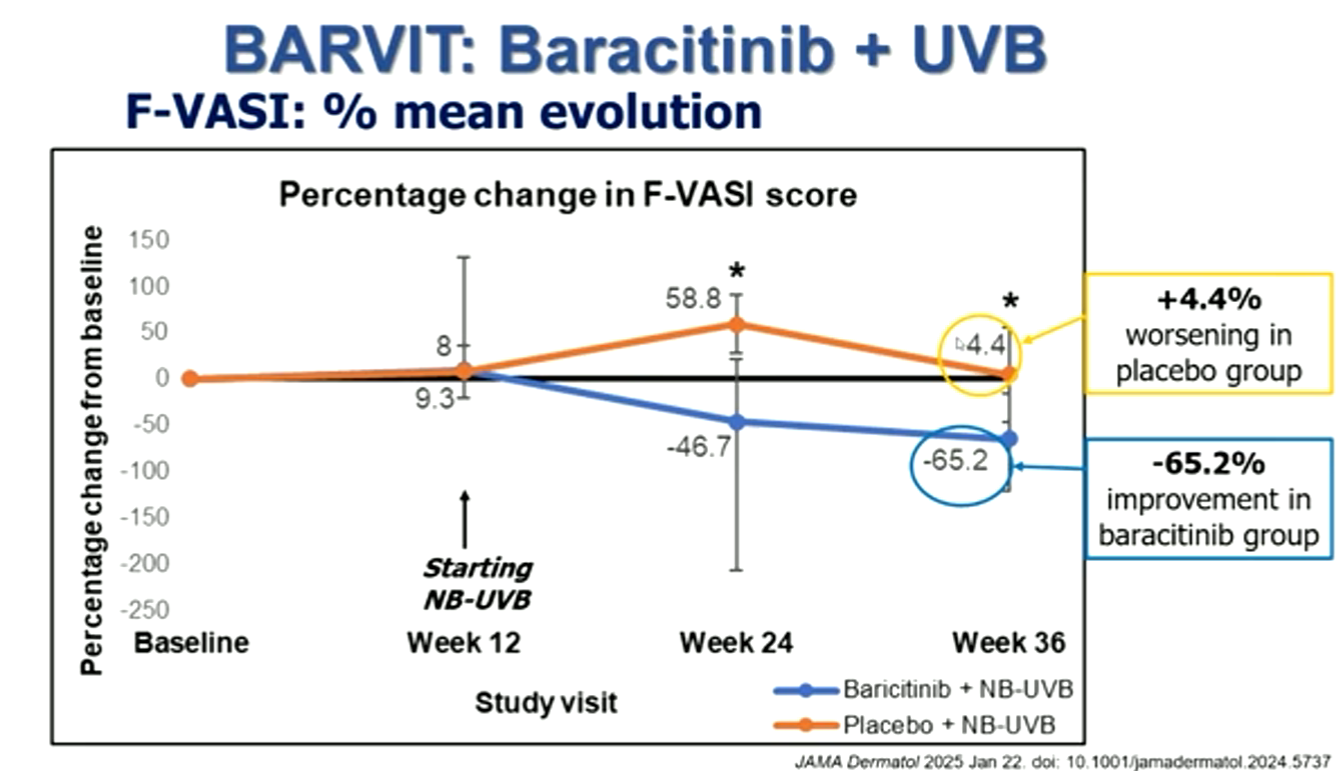 BARVIT: Baracitinib + UVB
F-VASI: % mean evolution
Percentage change in F-VASI score
Percentage change from baseline
150
100
50
0
-50
-100
-150
-200
-250
8
9.3
58.8
*
-46.7
*
4.4
-65.2
Starting
NB-UVB
Baseline
Week 12
Week 24
Week 36
Study visit
Baricitinib + NB-UVB
Placebo + NB-UVB
+4.4%
worsening in
placebo group
-65.2%
improvement in
baracitinib group
JAMA Dermatol 2025 Jan 22. doi: 10.1001/jamadermatol.2024.5737